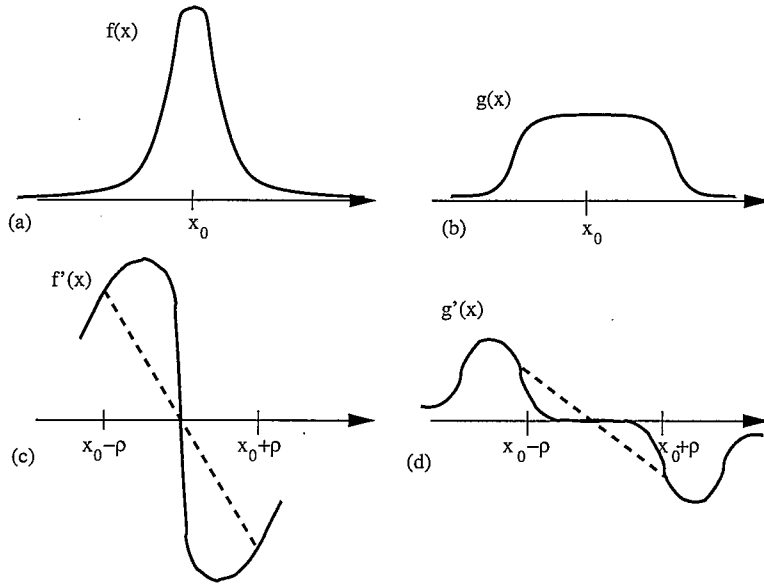 f(x)
g(x)
(a)
x₀
(b)
x₀
f'(x)
g'(x)
(c)
x₀-ρ
x₀+ρ
(d)
x₀-ρ
x₀+ρ